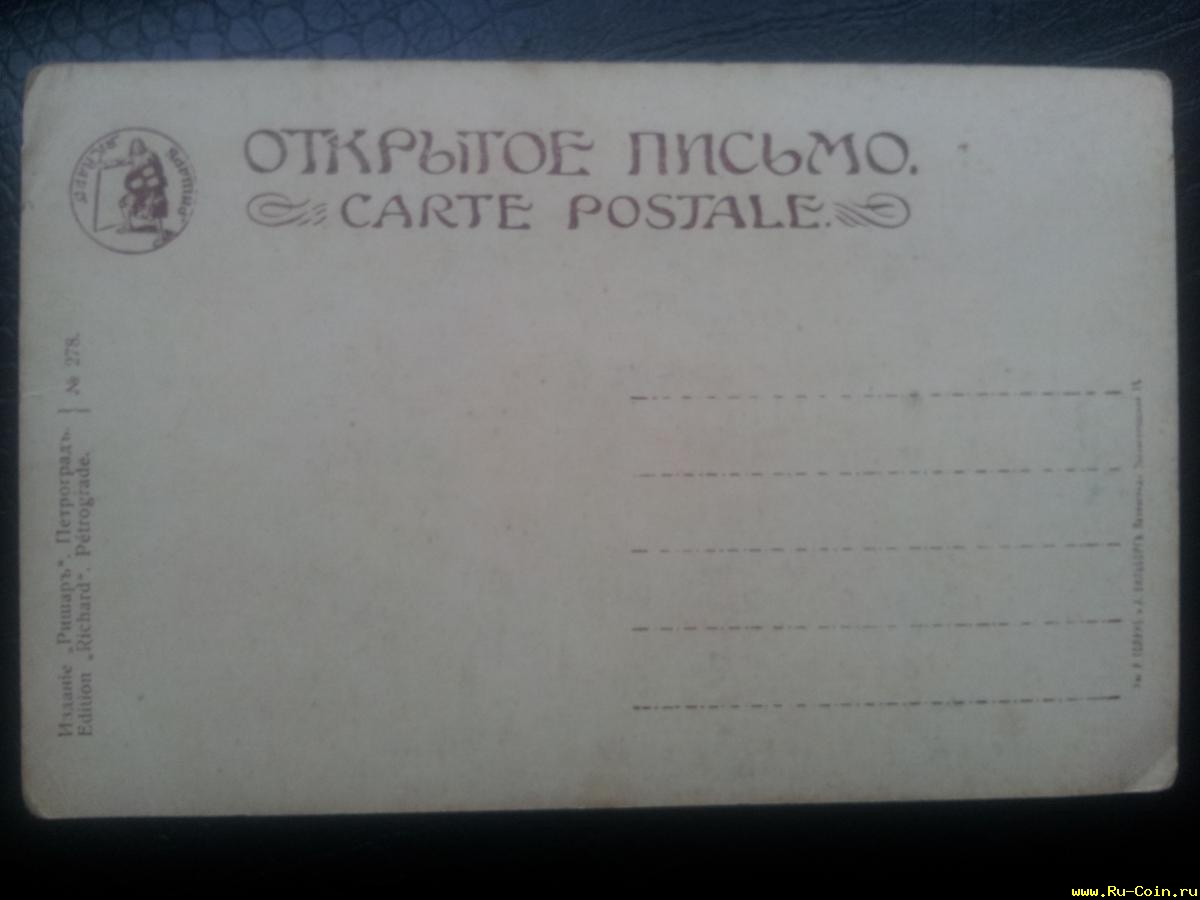 ОТКРЫТОЕ ПИСЬМО.
CARTE POSTALE.
Изданіе „Ришаръ“. Петроградъ.
Edition „Richard“. Pétrograde.
} № 278.
и
www.Ru-Coin.ru